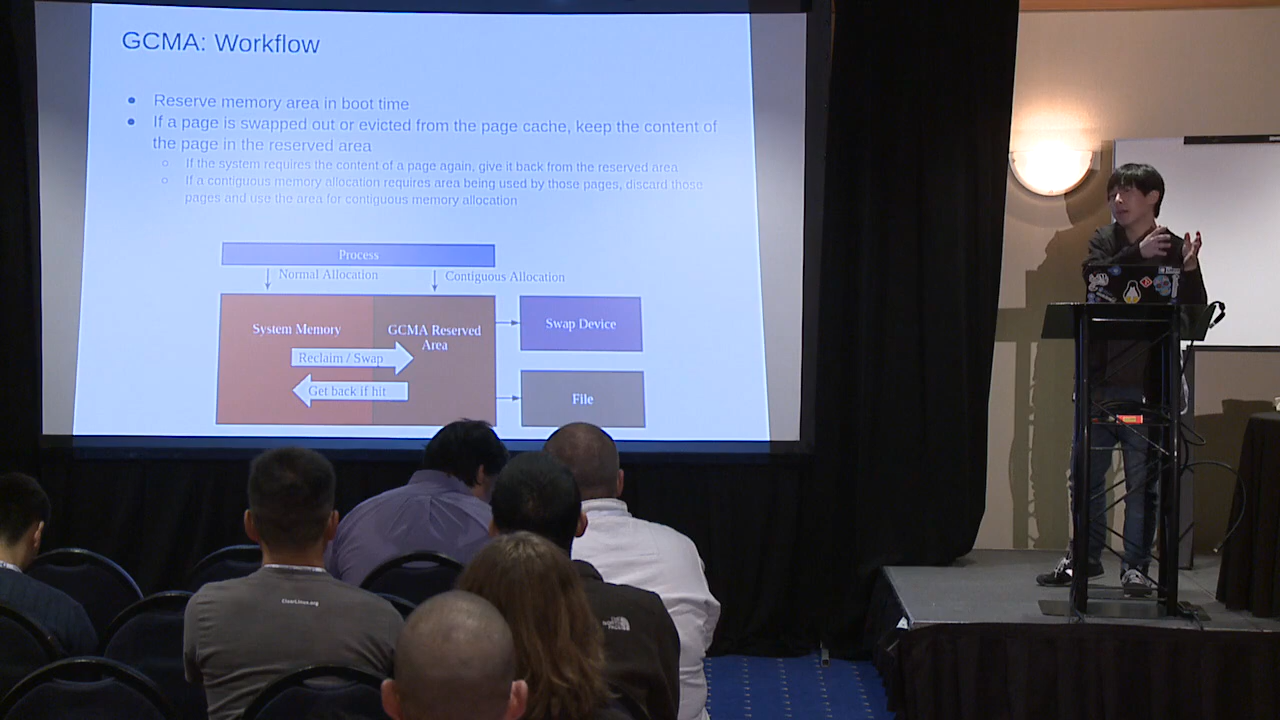 GCMA: Workflow
● Reserve memory area in boot time
● If a page is swapped out or evicted from the page cache, keep the content of
the page in the reserved area
○ If the system requires the content of a page again, give it back from the reserved area
○ If a contiguous memory allocation requires area being used by those pages, discard those
pages and use the area for contiguous memory allocation
Process
Normal Allocation
Contiguous Allocation
System Memory
GCMA Reserved
Area
Swap Device
Reclaim / Swap
Get back if hit
File
ClearLinux.org